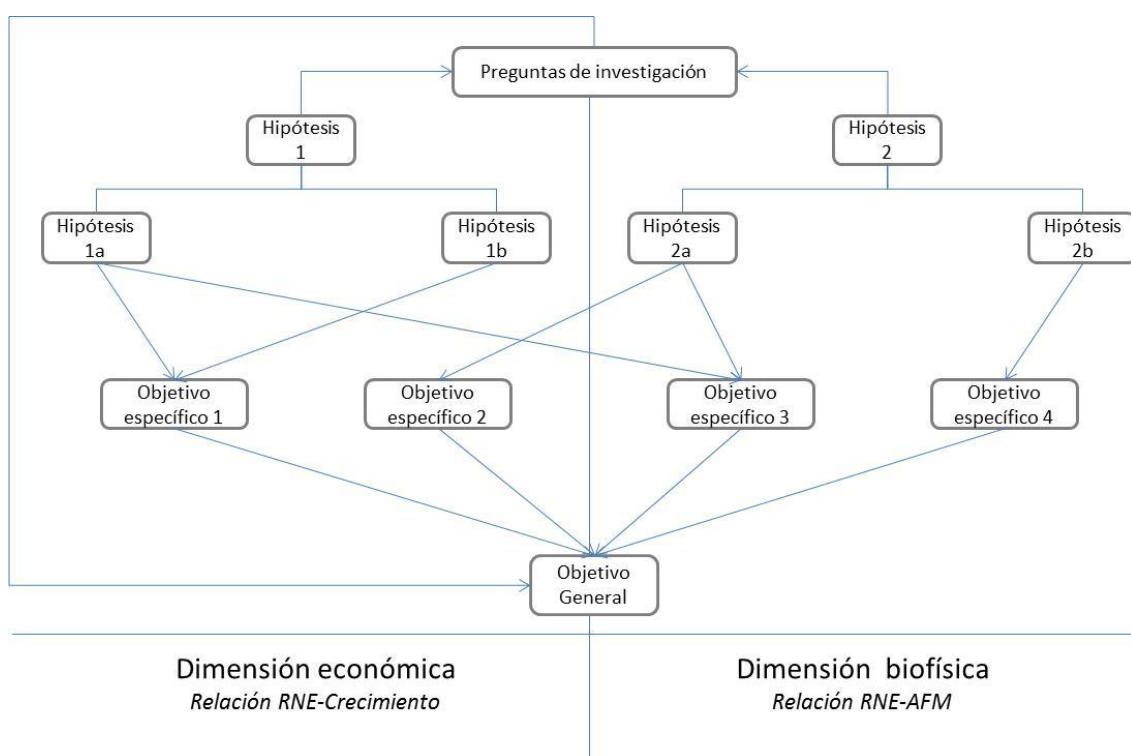 Preguntas de investigación
Hipótesis
1
Hipótesis
2
Hipótesis
1a
Hipótesis
1b
Hipótesis
2a
Hipótesis
2b
Objetivo
específico 1
Objetivo
específico 2
Objetivo
específico 3
Objetivo
específico 4
Objetivo
General
Dimensión económica
Relación RNE-Crecimiento
Dimensión biofísica
Relación RNE-AFM